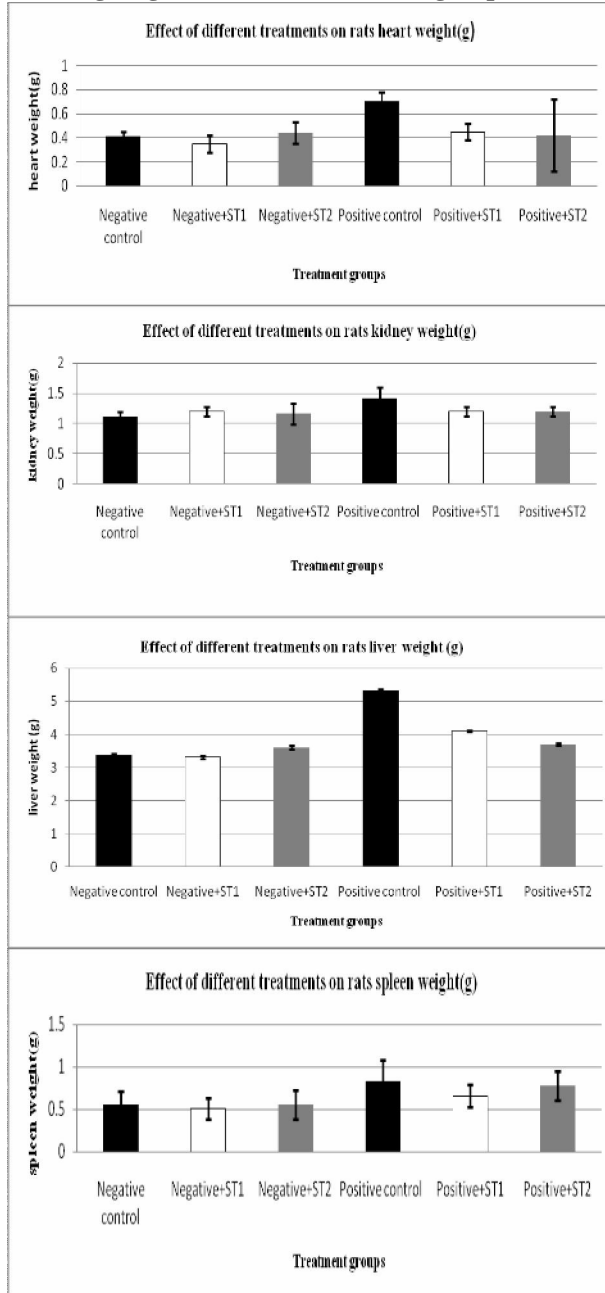 Effect of different treatments on rats heart weight(g)
heart weight(g)
1
0.8
0.6
0.4
0.2
0
Negative control
Negative+ST1
Negative+ST2
Positive control
Positive+ST1
Positive+ST2
Treatment groups
Effect of different treatments on rats kidney weight(g)
kidney weight(g)
2
1.5
1
0.5
0
Negative control
Negative+ST1
Negative+ST2
Positive control
Positive+ST1
Positive+ST2
Treatment groups
Effect of different treatments on rats liver weight (g)
liver weight (g)
6
5
4
3
2
1
0
Negative control
Negative+ST1
Negative+ST2
Positive control
Positive+ST1
Positive+ST2
Treatment groups
Effect of different treatments on rats spleen weight(g)
spleen weight(g)
1.5
1
0.5
0
Negative control
Negative+ST1
Negative+ST2
Positive control
Positive+ST1
Positive+ST2
Treatment groups